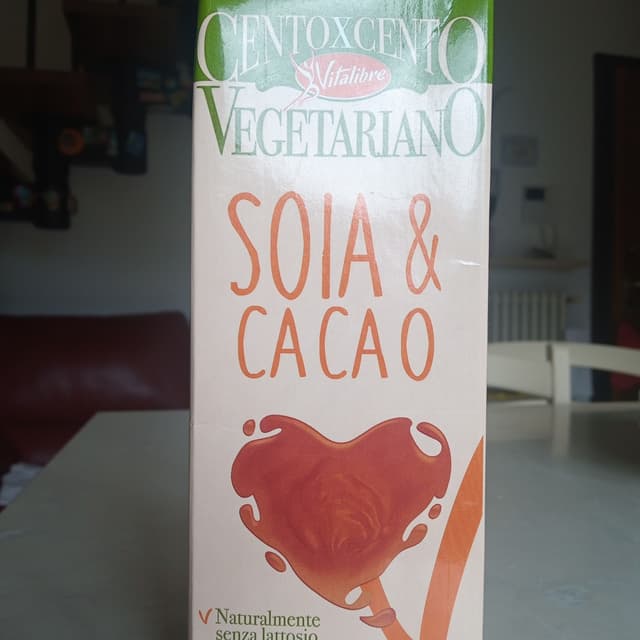 CENTOXCENTO
Vitalibre
VEGETARIANO
SOIA &
CACAO
Naturalmente
senza lattosio